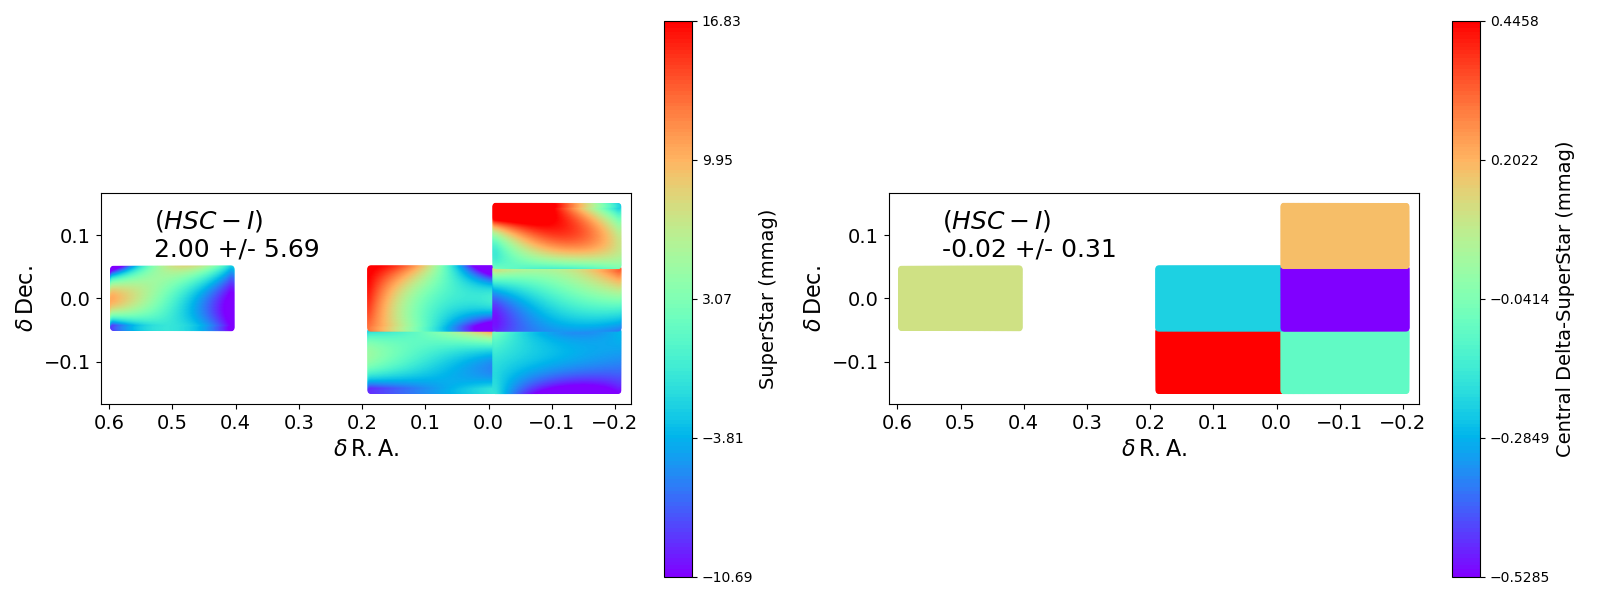 (HSC − I)
2.00 +/- 5.69
0.1
0.0
−0.1
0.6 0.5 0.4 0.3 0.2 0.1 0.0 −0.1 −0.2
δ R. A.
δ Dec.
16.83
9.95
3.07
−3.81
−10.69
SuperStar (mmag)
(HSC − I)
-0.02 +/- 0.31
0.1
0.0
−0.1
0.6 0.5 0.4 0.3 0.2 0.1 0.0 −0.1 −0.2
δ R. A.
δ Dec.
0.4458
0.2022
−0.0414
−0.2849
−0.5285
Central Delta-SuperStar (mmag)